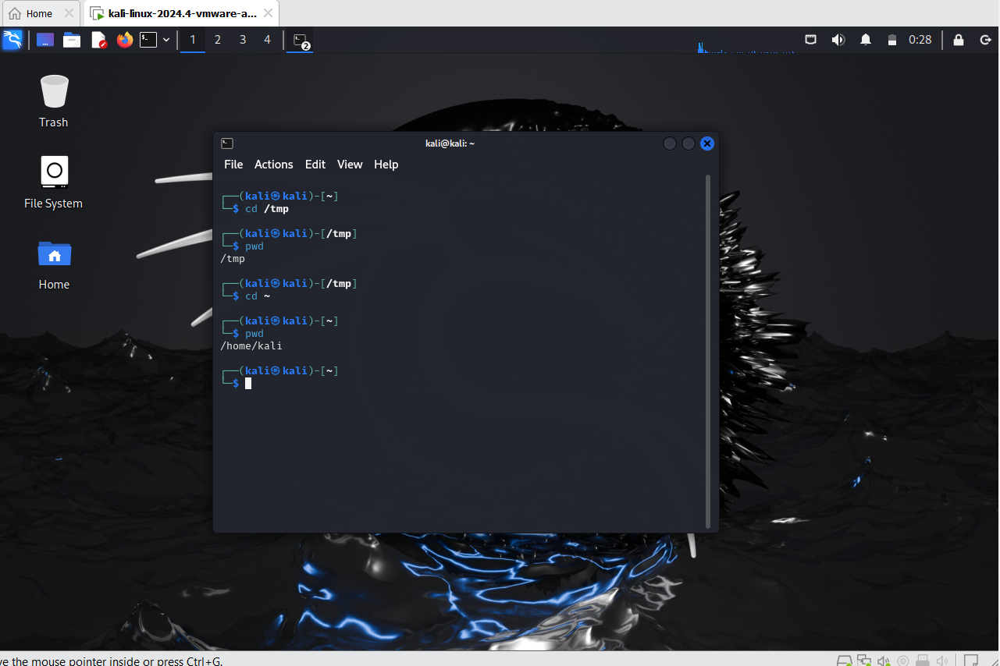 Home
kali-linux-2024.4-vmware-a...
1 2 3 4 2 0:28
Trash
File System
Home
kali@kali: ~
File Actions Edit View Help
┌──(kali㉿kali)-[~]
└─$ cd /tmp
┌──(kali㉿kali)-[/tmp]
└─$ pwd
/tmp
┌──(kali㉿kali)-[/tmp]
└─$ cd ~
┌──(kali㉿kali)-[~]
└─$ pwd
/home/kali
┌──(kali㉿kali)-[~]
└─$
ve the mouse pointer inside or press Ctrl+G.